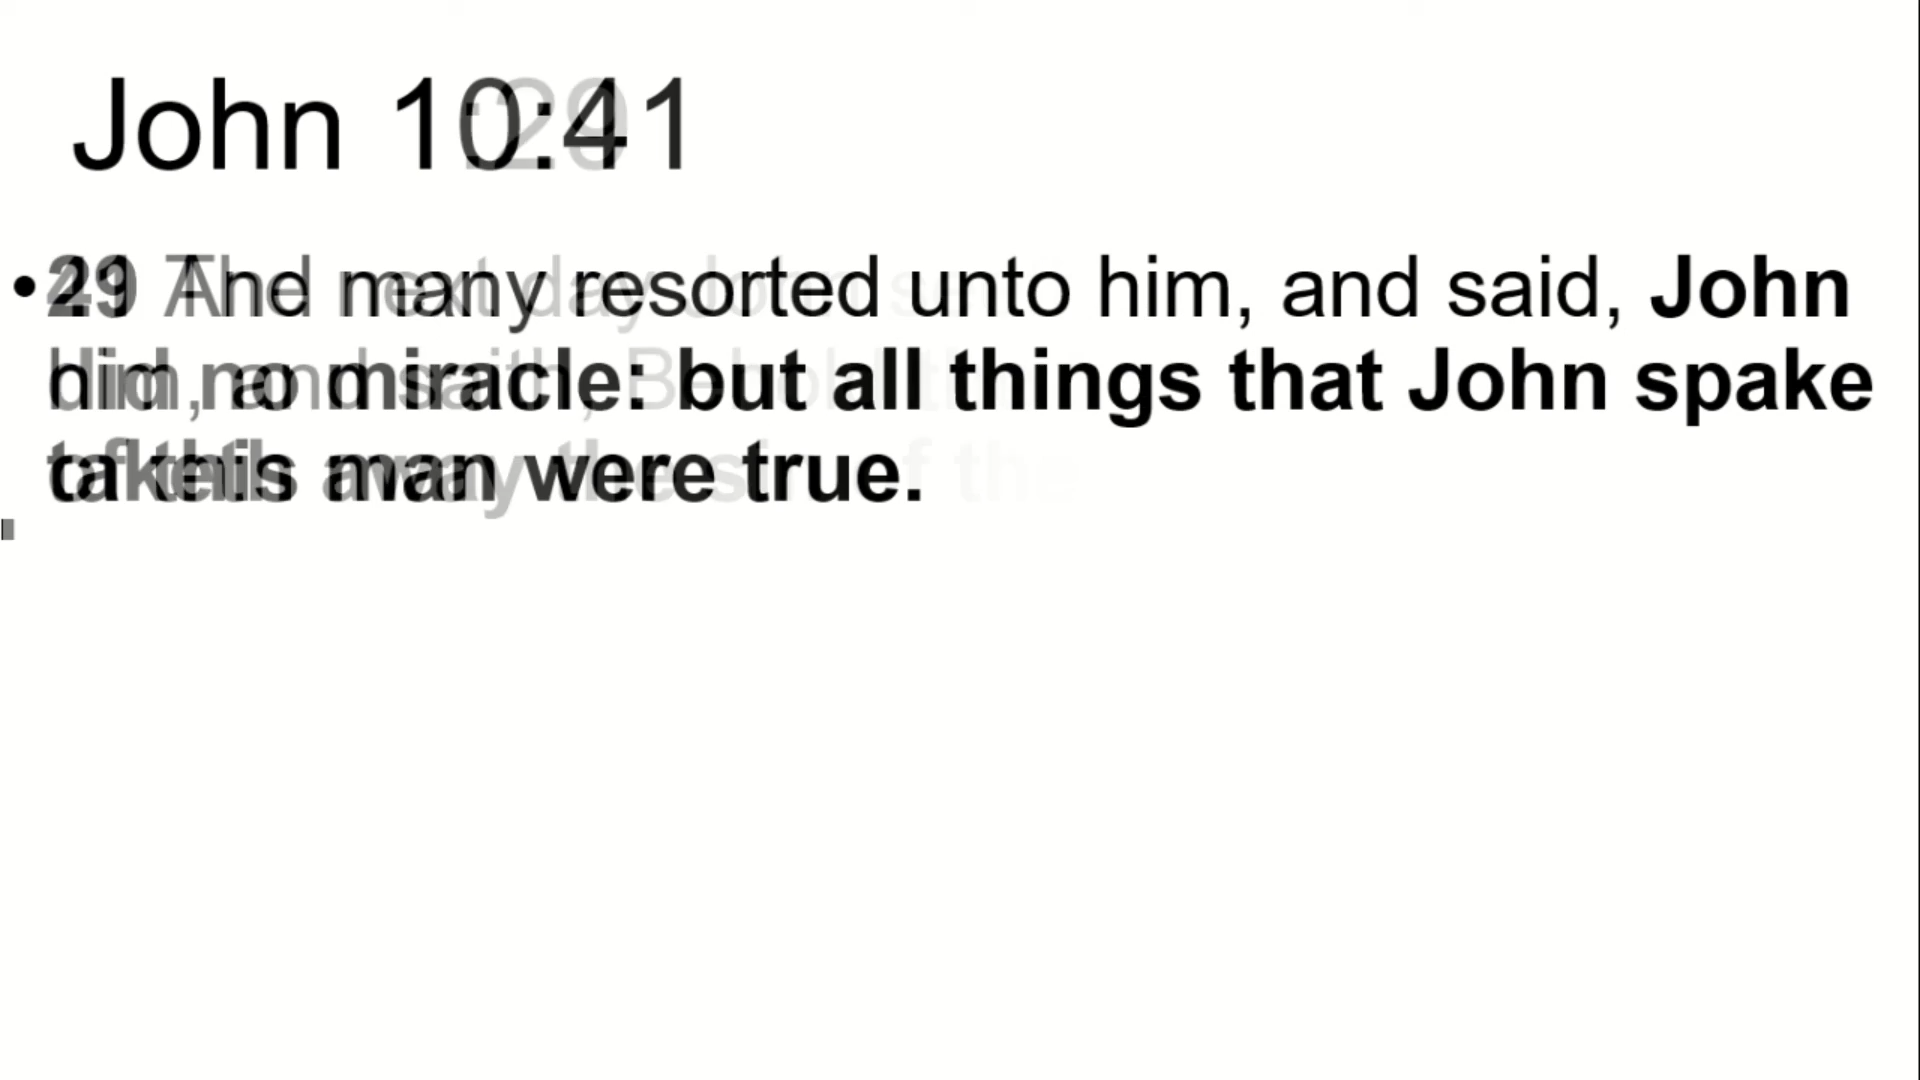 John 10:41
• 41 And many resorted unto him, and said, John
did no miracle: but all things that John spake
of this man were true.